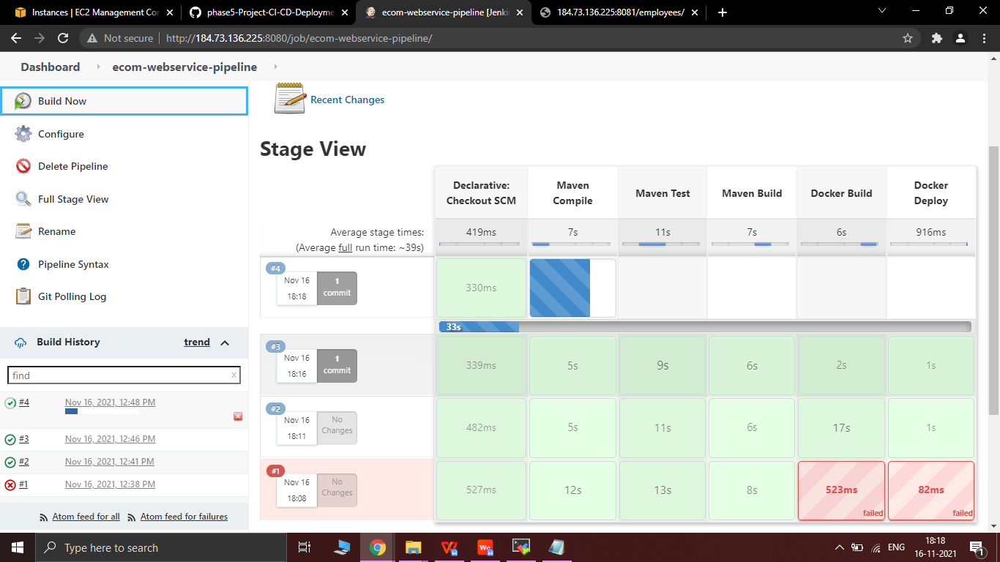 Instances | EC2 Management Cor
phase5-Project-CI-CD-Deployme
ecom-webservice-pipeline [Jenki
184.73.136.225:8081/employees/
Not secure
http://184.73.136.225:8080/job/ecom-webservice-pipeline/
Dashboard
ecom-webservice-pipeline
Build Now
Configure
Delete Pipeline
Full Stage View
Rename
Pipeline Syntax
Git Polling Log
Build History
trend
find
x
#4
Nov 16, 2021, 12:48 PM
#3
Nov 16, 2021, 12:46 PM
#2
Nov 16, 2021, 12:41 PM
#1
Nov 16, 2021, 12:38 PM
Atom feed for all
Atom feed for failures
Recent Changes
Stage View
Declarative:
Checkout SCM
Maven
Compile
Maven Test
Maven Build
Docker Build
Docker
Deploy
Average stage times:
(Average full run time: ~39s)
419ms
7s
11s
7s
6s
916ms
#4
Nov 16
18:18
1
commit
330ms
33s
#3
Nov 16
18:16
1
commit
339ms
5s
9s
6s
2s
1s
#2
Nov 16
18:11
No
Changes
482ms
5s
11s
6s
17s
1s
#1
Nov 16
18:08
No
Changes
527ms
12s
13s
8s
523ms
failed
82ms
failed
Type here to search
ENG
18:18
16-11-2021
1